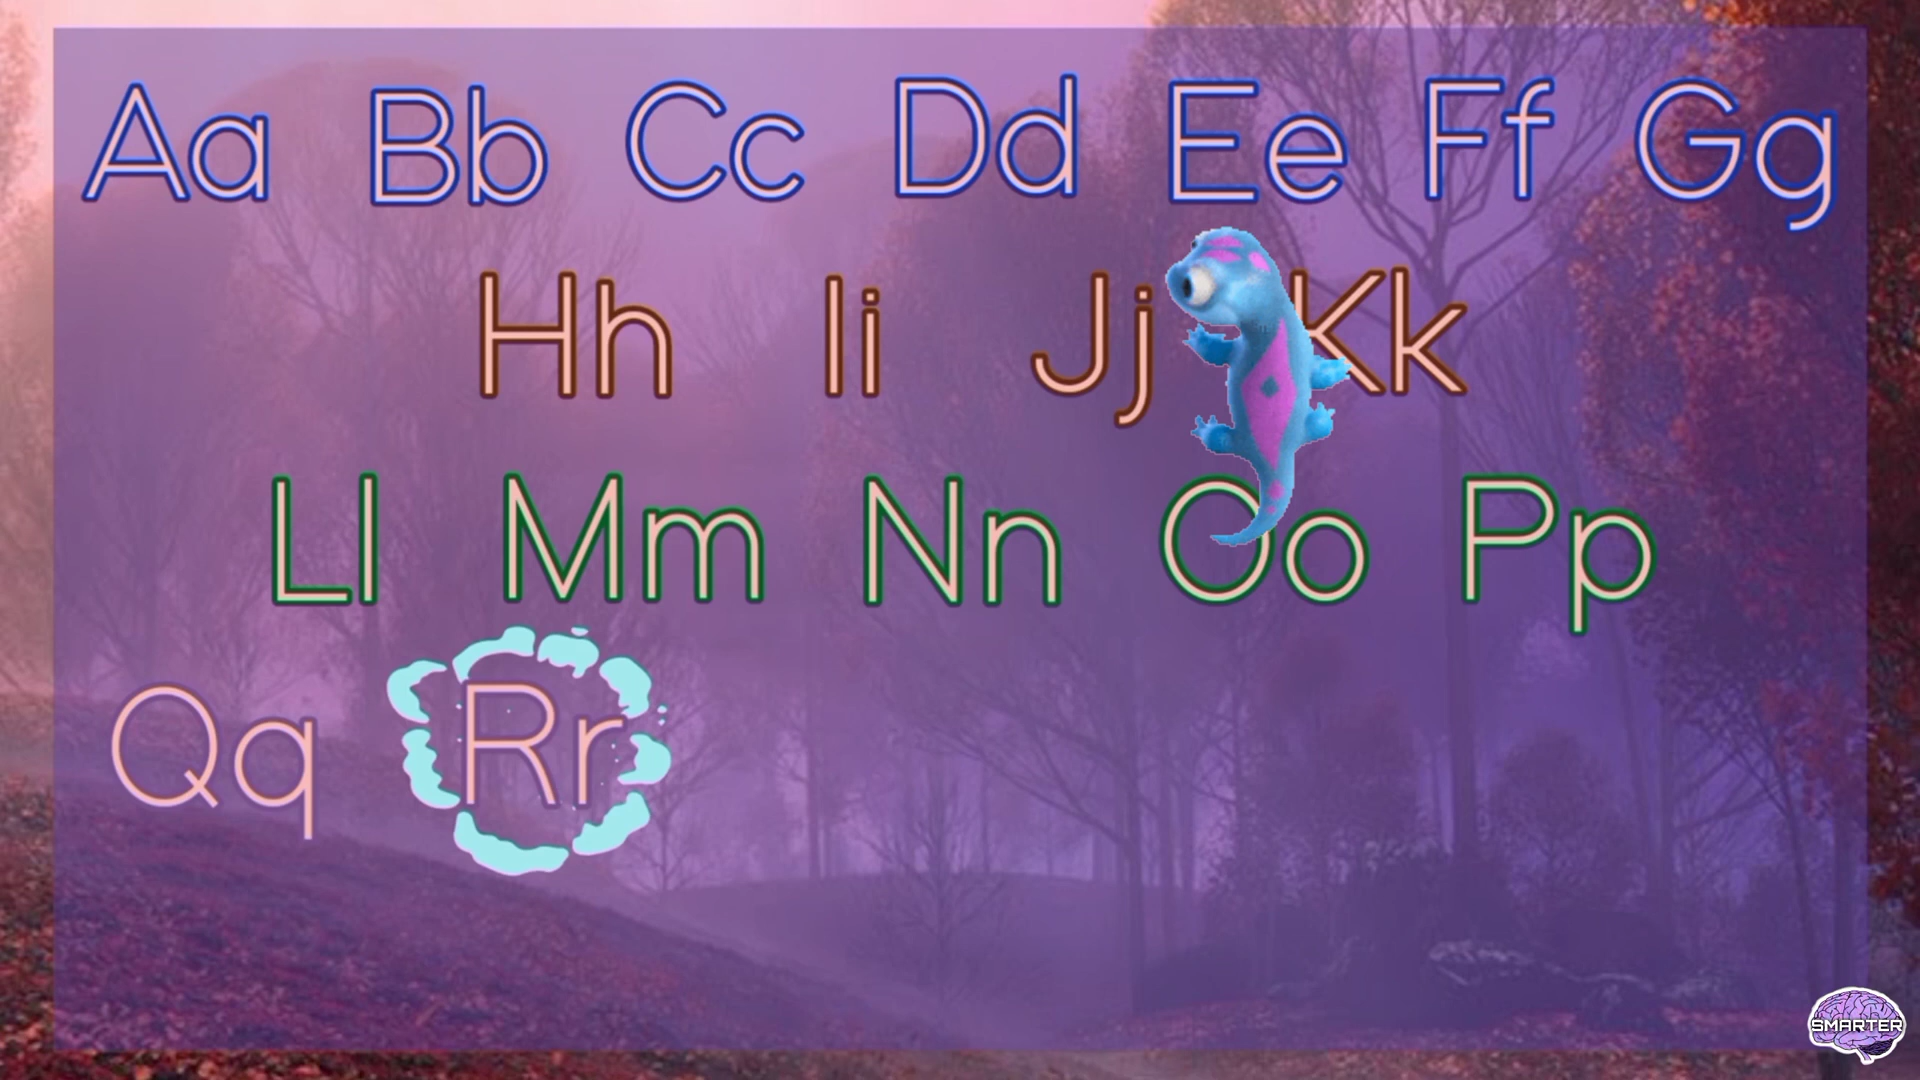 Aa Bb Cc Dd Ee Ff Gg
Hh Ii Jj Kk
Ll Mm Nn Oo Pp
Qq Rr
SMARTER